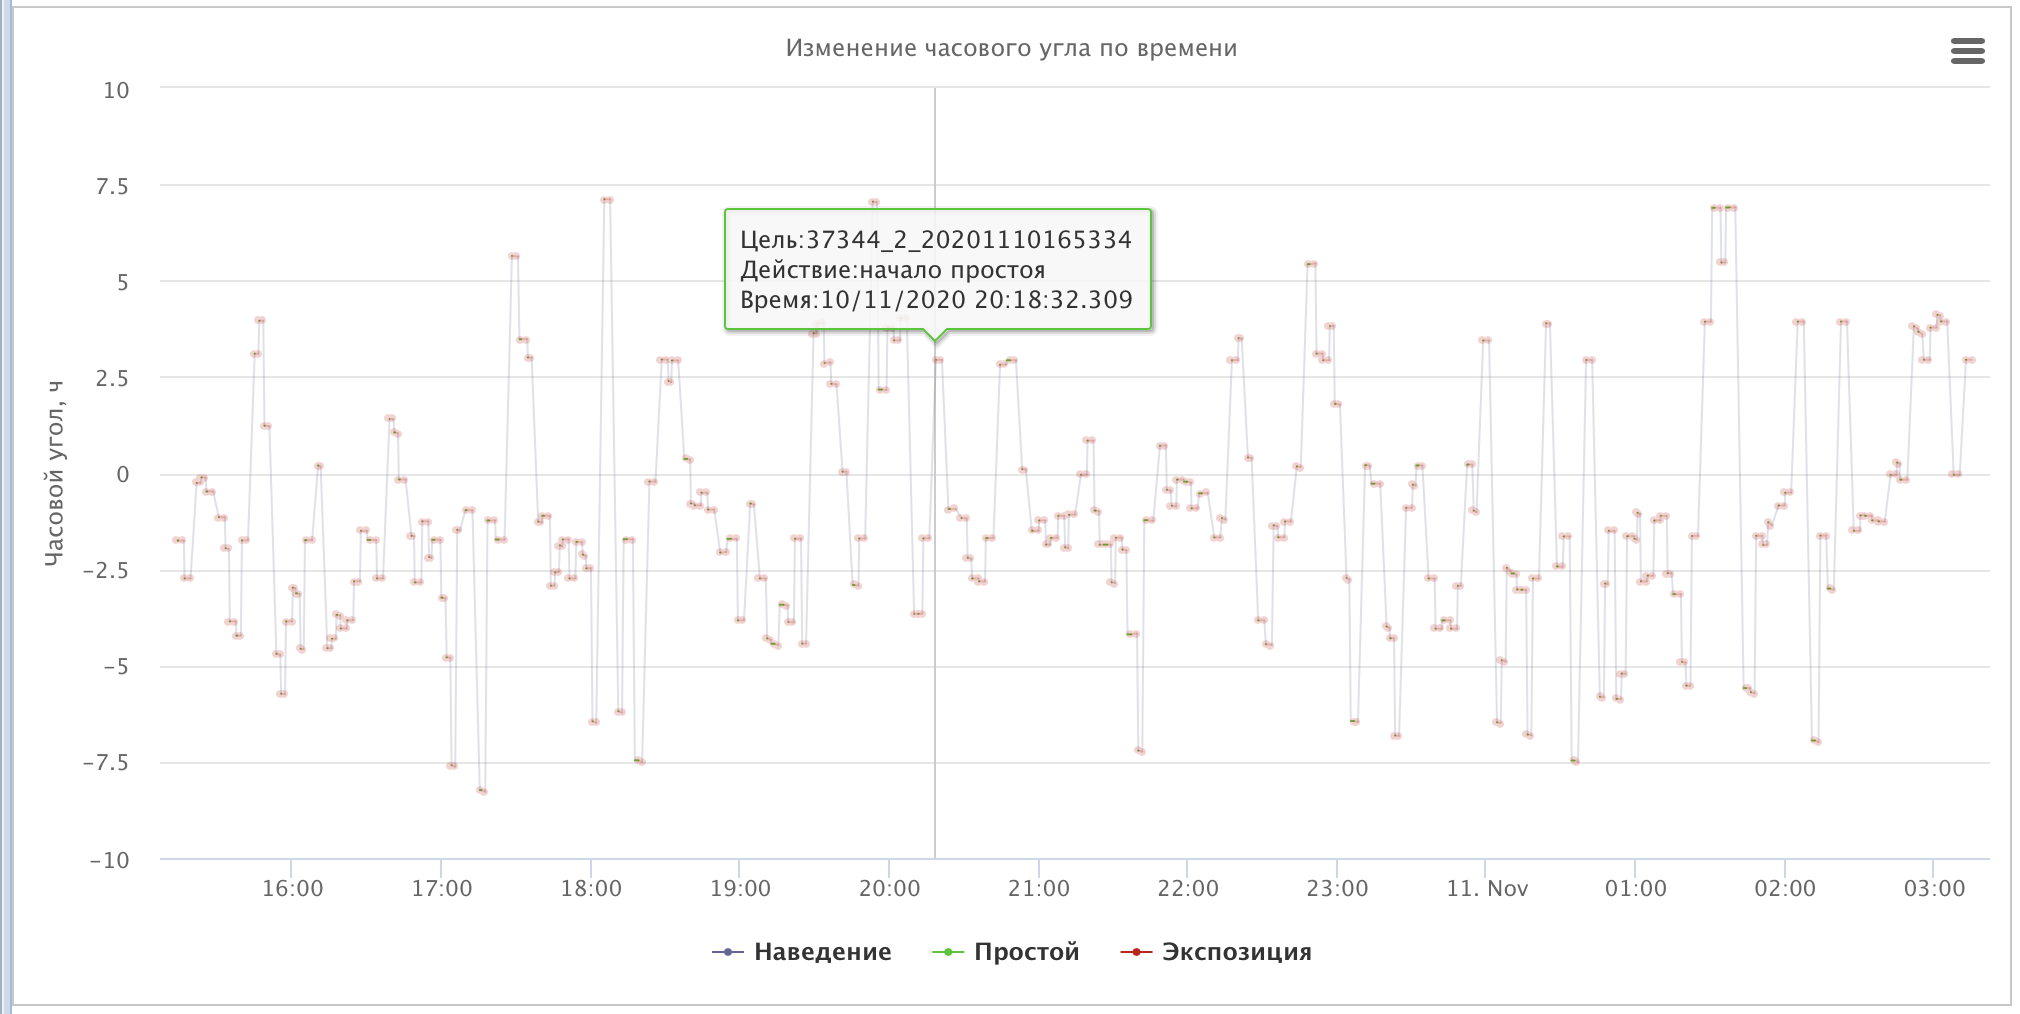 Изменение часового угла по времени
10
7.5
5
2.5
0
−2.5
−5
−7.5
−10
Часовой угол, ч
Цель:37344_2_20201110165334
Действие:начало простоя
Время:10/11/2020 20:18:32.309
16:00 17:00 18:00 19:00 20:00 21:00 22:00 23:00 11. Nov 01:00 02:00 03:00
Наведение Простой Экспозиция